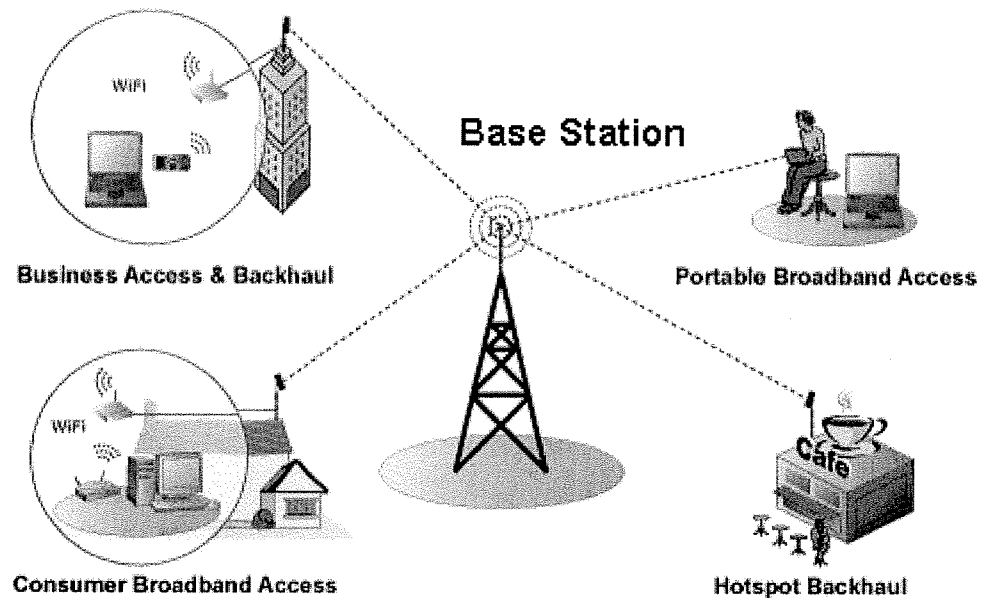 WiFi
Base Station
Business Access & Backhaul
Portable Broadband Access
WiFi
Cafe
Consumer Broadband Access
Hotspot Backhaul